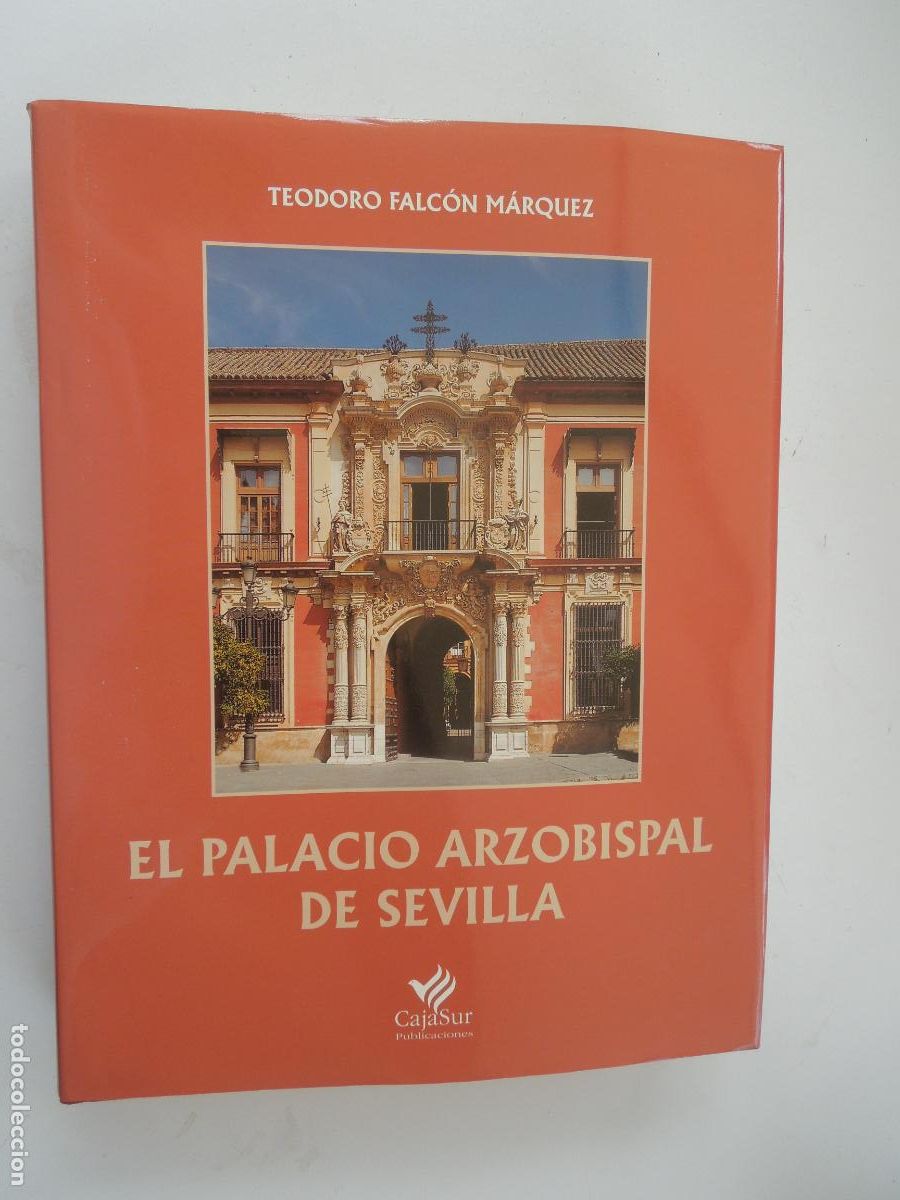 TEODORO FALCÓN MÁRQUEZ
EL PALACIO ARZOBISPAL
DE SEVILLA
CajaSur
Publicaciones
todocoleccion